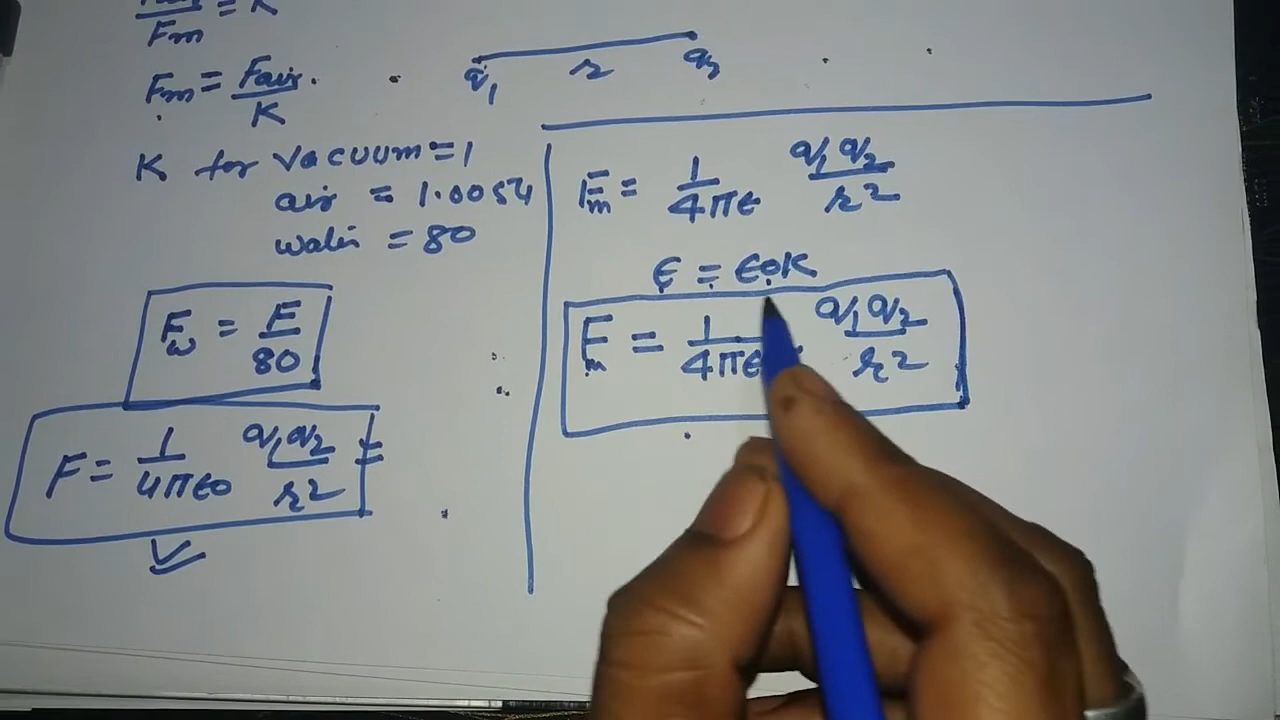 Fm = K
Fm = Fair/K
q1 r q2
K for vacuum = 1
air = 1.0054
water = 80
Fw = F/80
F = 1/4πϵ0 q1q2/r2 =
Fm = 1/4πϵ q1q2/r2
ϵ = ϵ0K
Fm = 1/4πϵ q1q2/r2